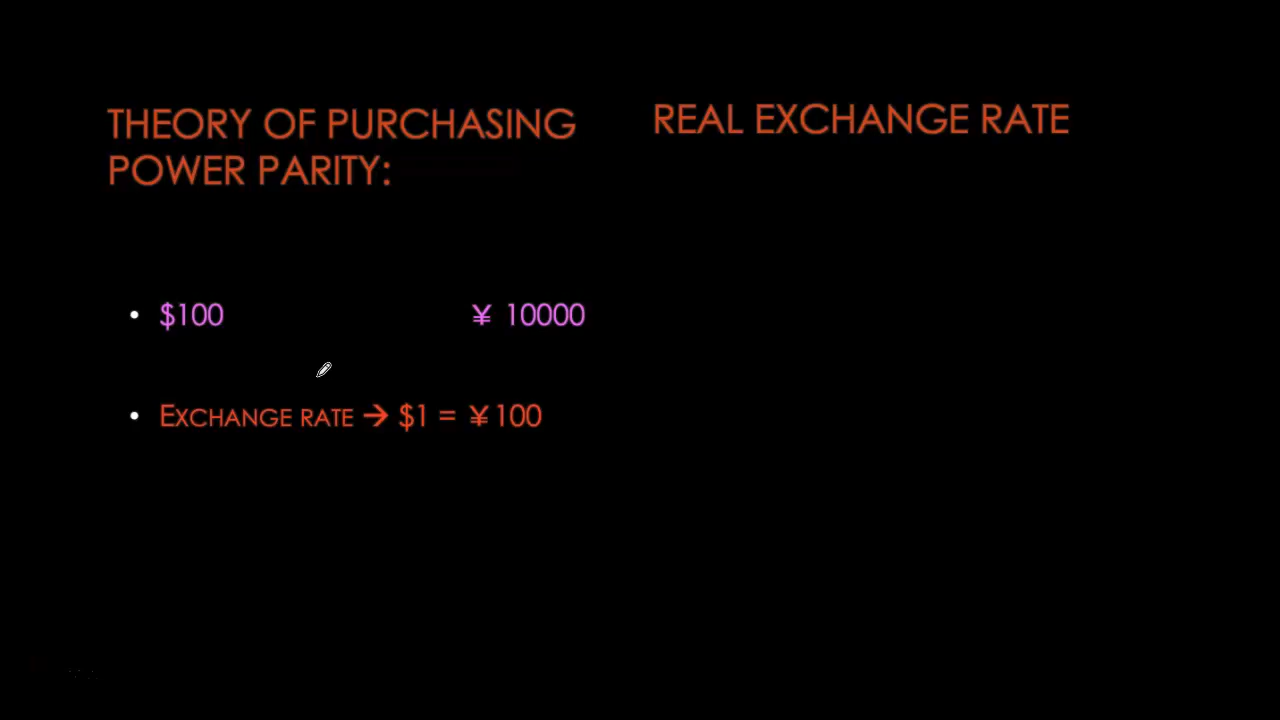 THEORY OF PURCHASING
POWER PARITY:
REAL EXCHANGE RATE
• $100 ¥ 10000
• EXCHANGE RATE → $1 = ¥100